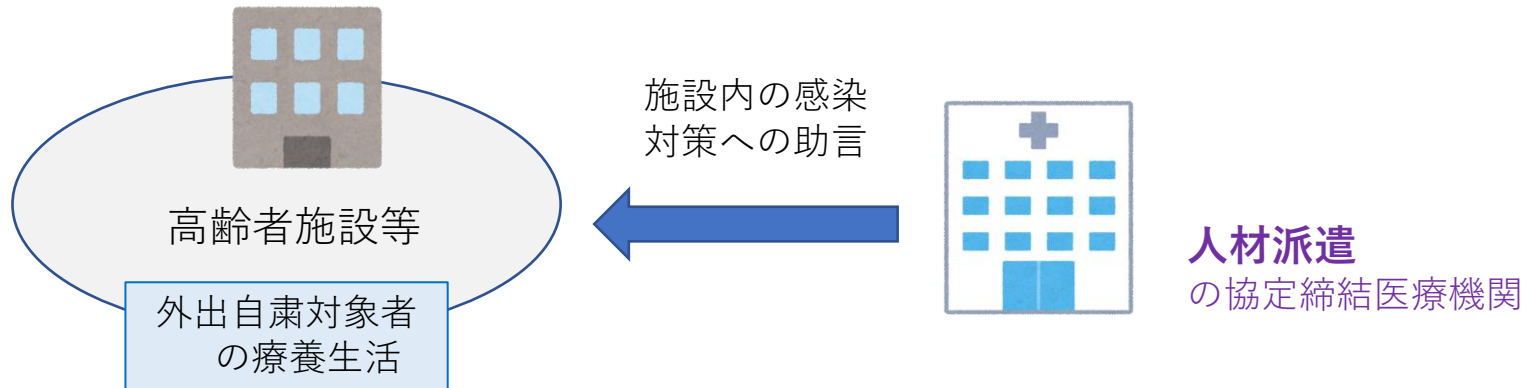 施設内の感染
対策への助言
高齢者施設等
人材派遣
の協定締結医療機関
外出自粛対象者
の療養生活